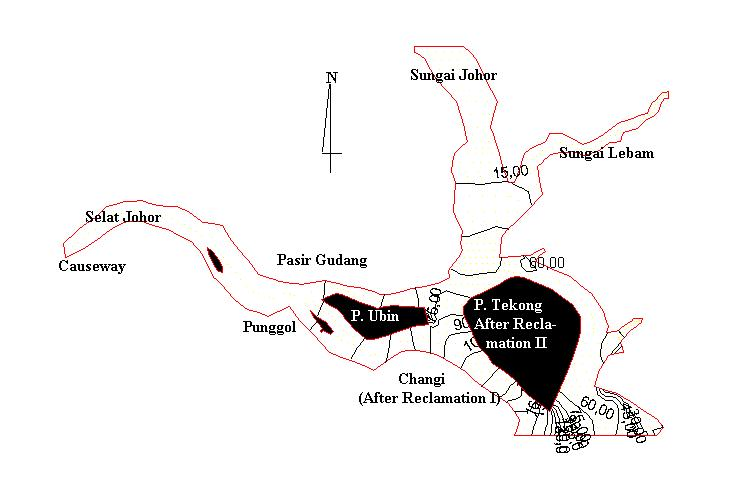 N
Sungai Johor
Sungai Lebam
15,00
Selat Johor
Causeway
Pasir Gudang
60,00
P. Ubin
P. Tekong
After Recla-
mation II
Punggol
Changi
(After Reclamation I)
60,00